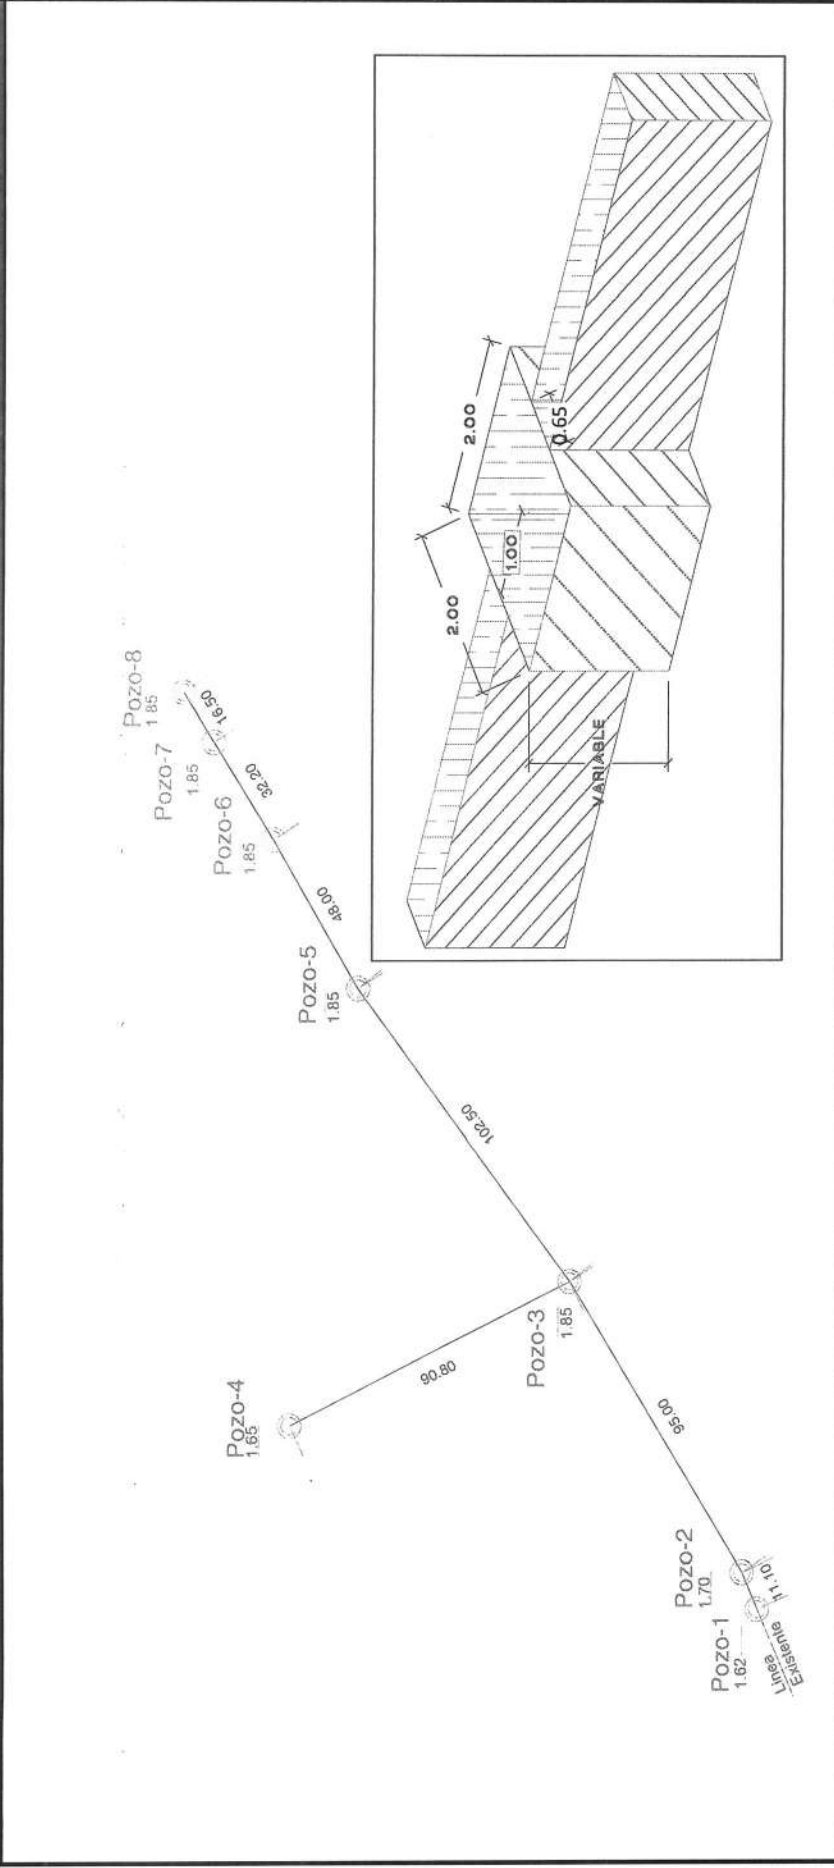 Pozo-1
1.62
Línea
Existente
11.10
Pozo-2
1.70
95.00
Pozo-3
1.85
90.80
Pozo-4
1.65
102.50
Pozo-5
1.85
48.00
Pozo-6
1.85
32.20
Pozo-7
1.85
16.50
Pozo-8
1.85
2.00
2.00
1.00
0.65
VARIABLE